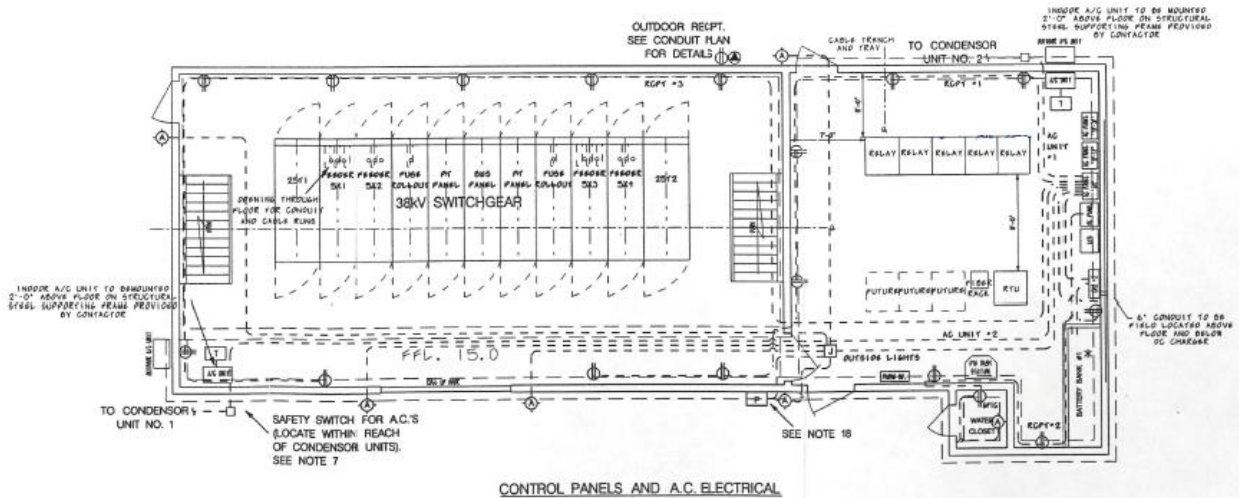 OUTDOOR RECPT.
SEE CONDUIT PLAN
FOR DETAILS
CABLE TRENCH
AND TRAY
TO CONDENSOR
UNIT NO. 2
INDOOR A/C UNIT TO BE MOUNTED
2'-0" ABOVE FLOOR ON STRUCTURAL
STEEL SUPPORTING FRAME PROVIDED
BY CONTACTOR
A
A
RCPT #3
RCPT #1
1
AC
UNIT
#1
7'-0"
RELAY RELAY RELAY RELAY RELAY
25T1
FEEDER
5X1
FEEDER
5X2
FUSE
ROLLOUT
PT
PANEL
BUS
PANEL
PT
PANEL
FUSE
ROLLOUT
FEEDER
5X3
FEEDER
5X4
25T2
OPENING THROUGH
FLOOR FOR CONDUIT
AND CABLE RUNS
38kV SWITCHGEAR
FUTURE FUTURE FUTURE
FIBER
RACK
RTU
INDOOR A/C UNIT TO BE MOUNTED
2'-0" ABOVE FLOOR ON STRUCTURAL
STEEL SUPPORTING FRAME PROVIDED
BY CONTACTOR
6" CONDUIT TO BE
FIELD LOCATED ABOVE
FLOOR AND BELOW
DC CHARGER
AC UNIT #2
FFL. 15.0
OUTSIDE LIGHTS
BATTERY BANK #1
TO CONDENSOR
UNIT NO. 1
SAFETY SWITCH FOR A.C.'S
(LOCATE WITHIN REACH
OF CONDENSOR UNITS).
SEE NOTE 7
A
A
P
A
SEE NOTE 18
WATER
CLOSET
A
RCPT#2
CONTROL PANELS AND A.C. ELECTRICAL